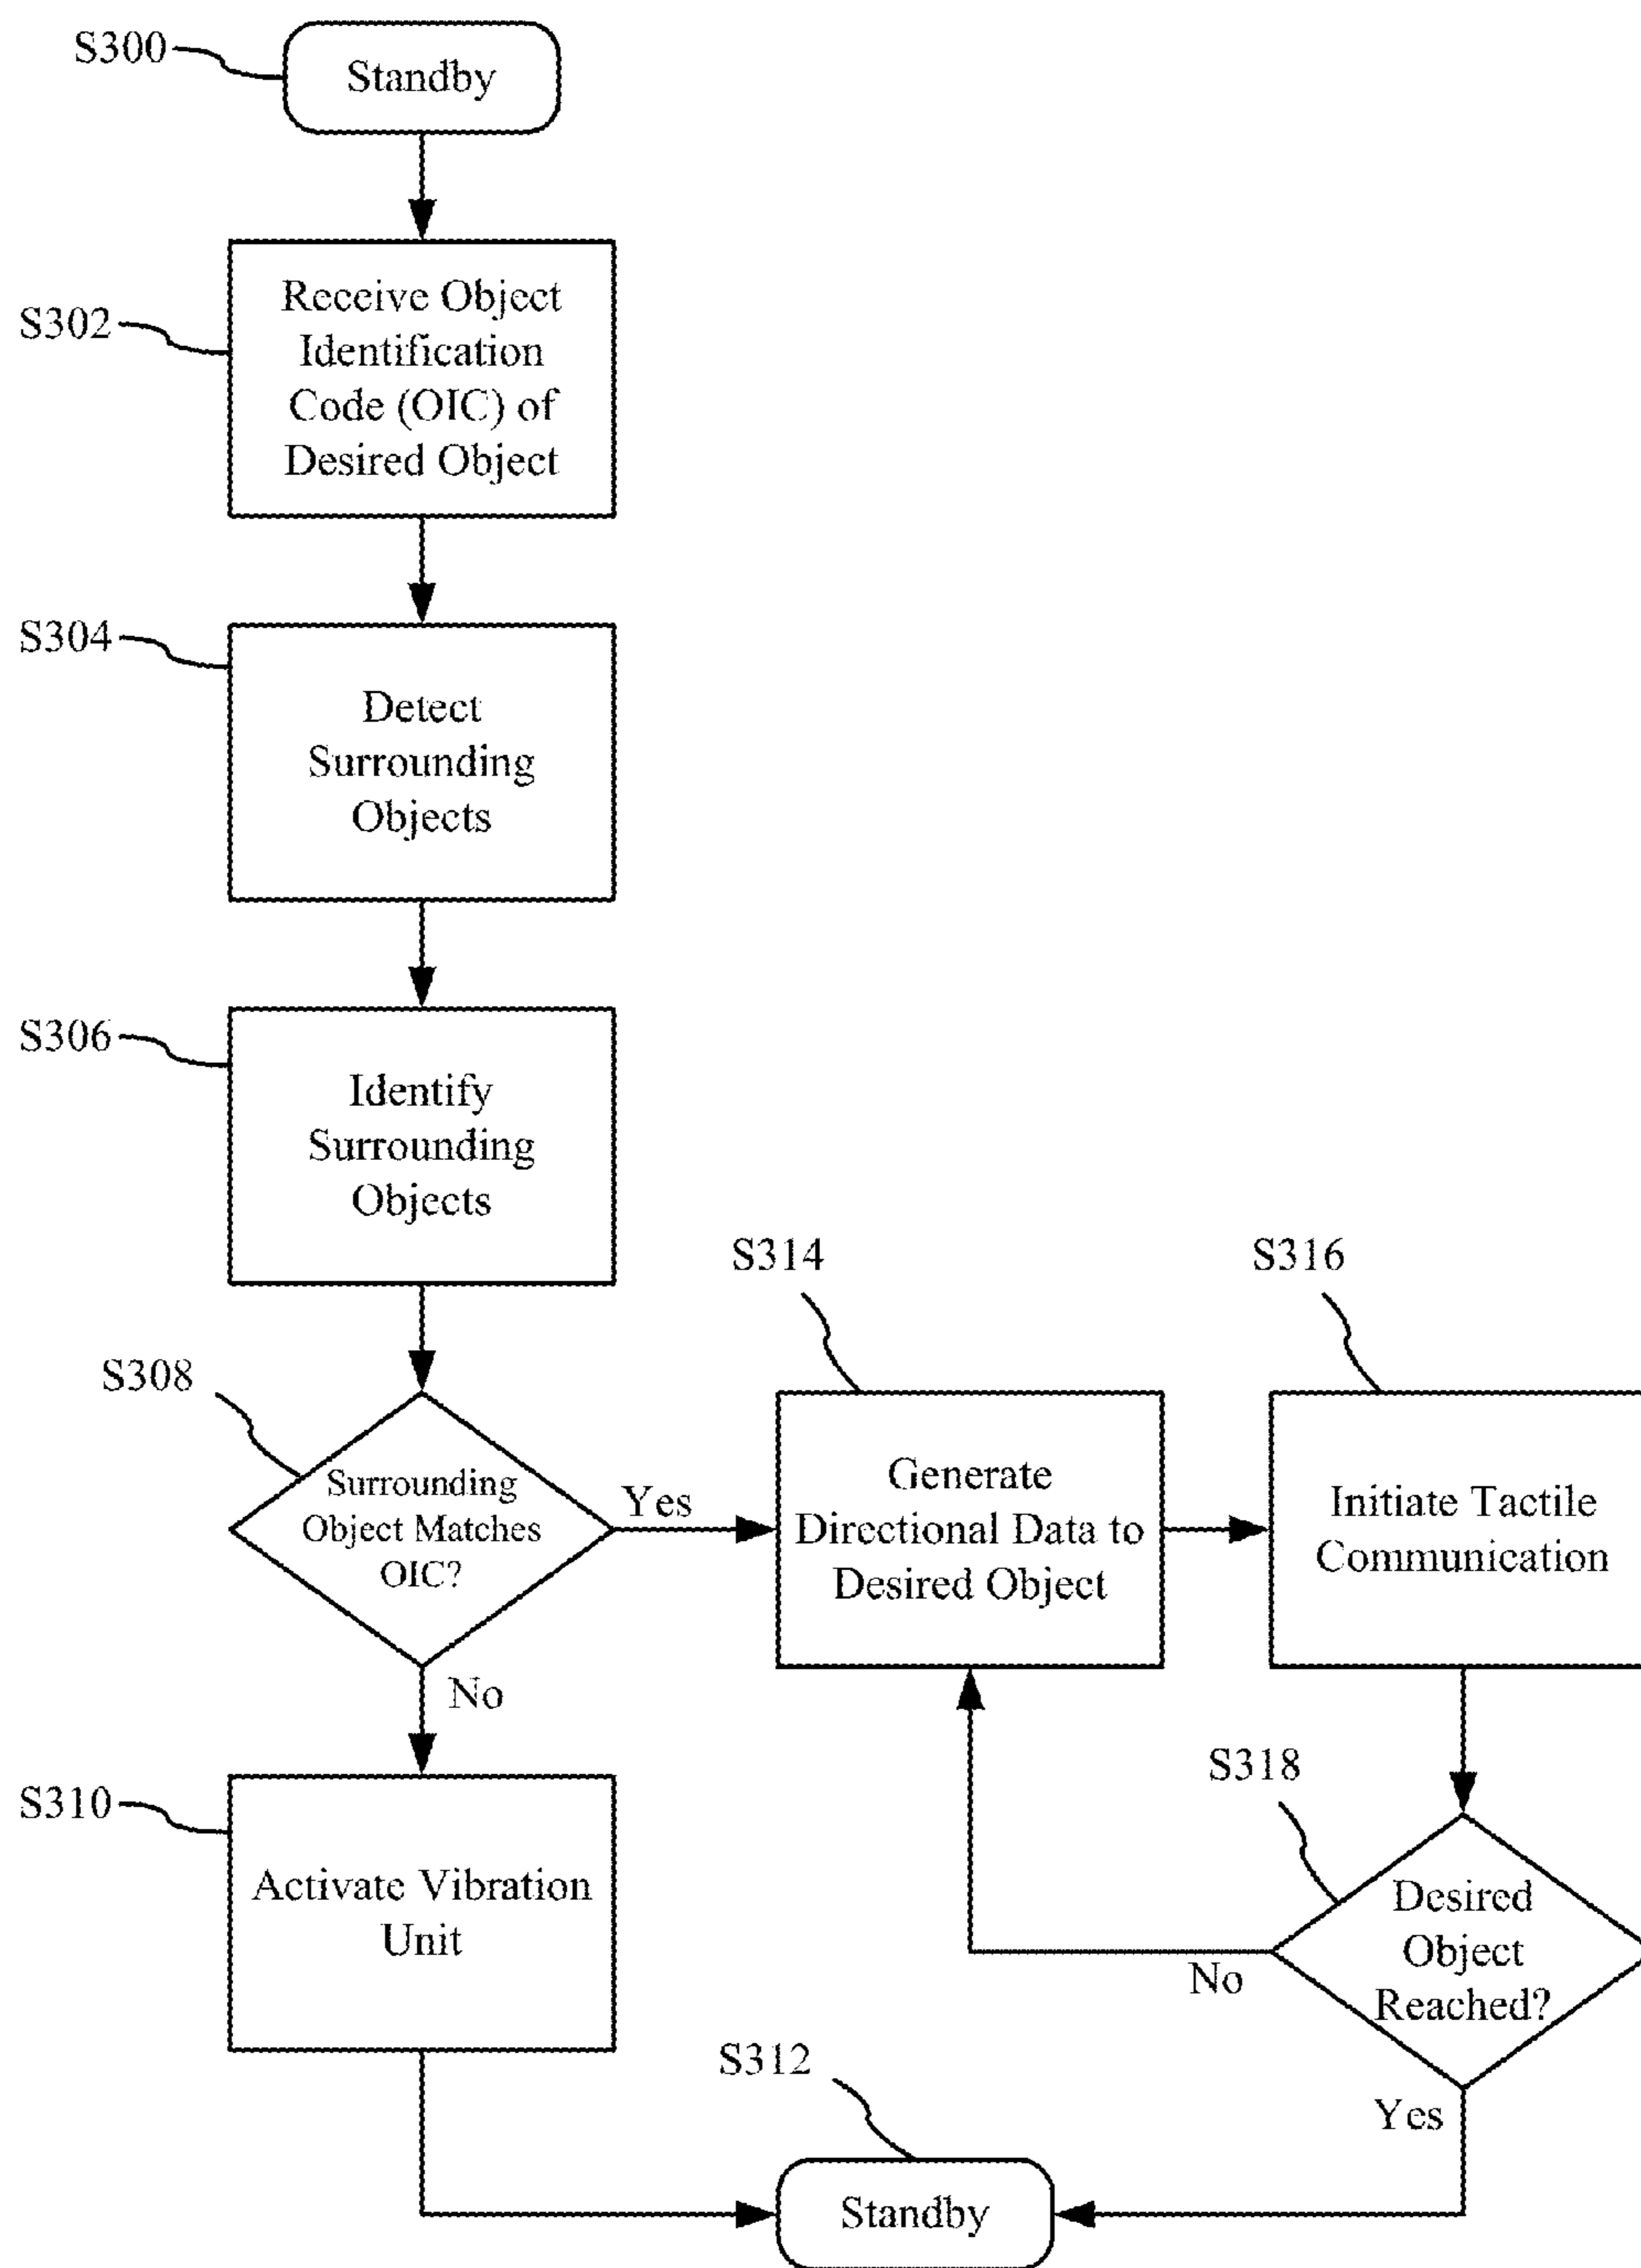 S300
Standby
S302
Receive Object
Identification
Code (OIC) of
Desired Object
S304
Detect
Surrounding
Objects
S306
Identify
Surrounding
Objects
S308
Surrounding
Object Matches
OIC?
Yes
No
S314
Generate
Directional Data to
Desired Object
S316
Initiate Tactile
Communication
S310
Activate Vibration
Unit
S318
Desired
Object
Reached?
No
Yes
S312
Standby